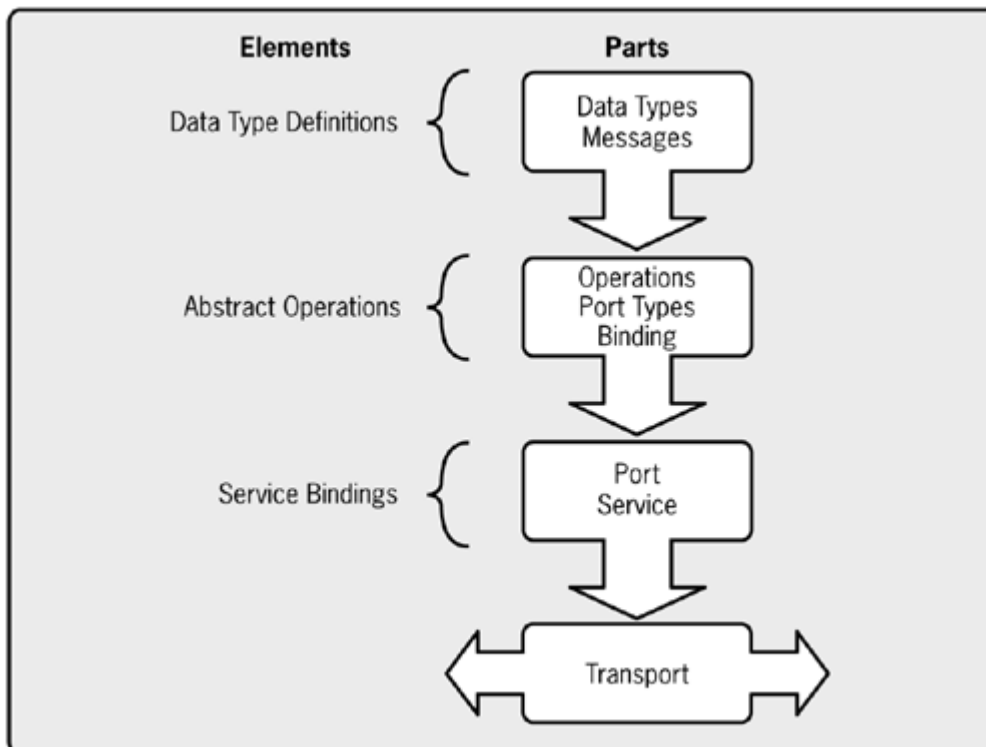 Elements Parts
Data Type Definitions
Data Types
Messages
Abstract Operations
Operations
Port Types
Binding
Service Bindings
Port
Service
Transport